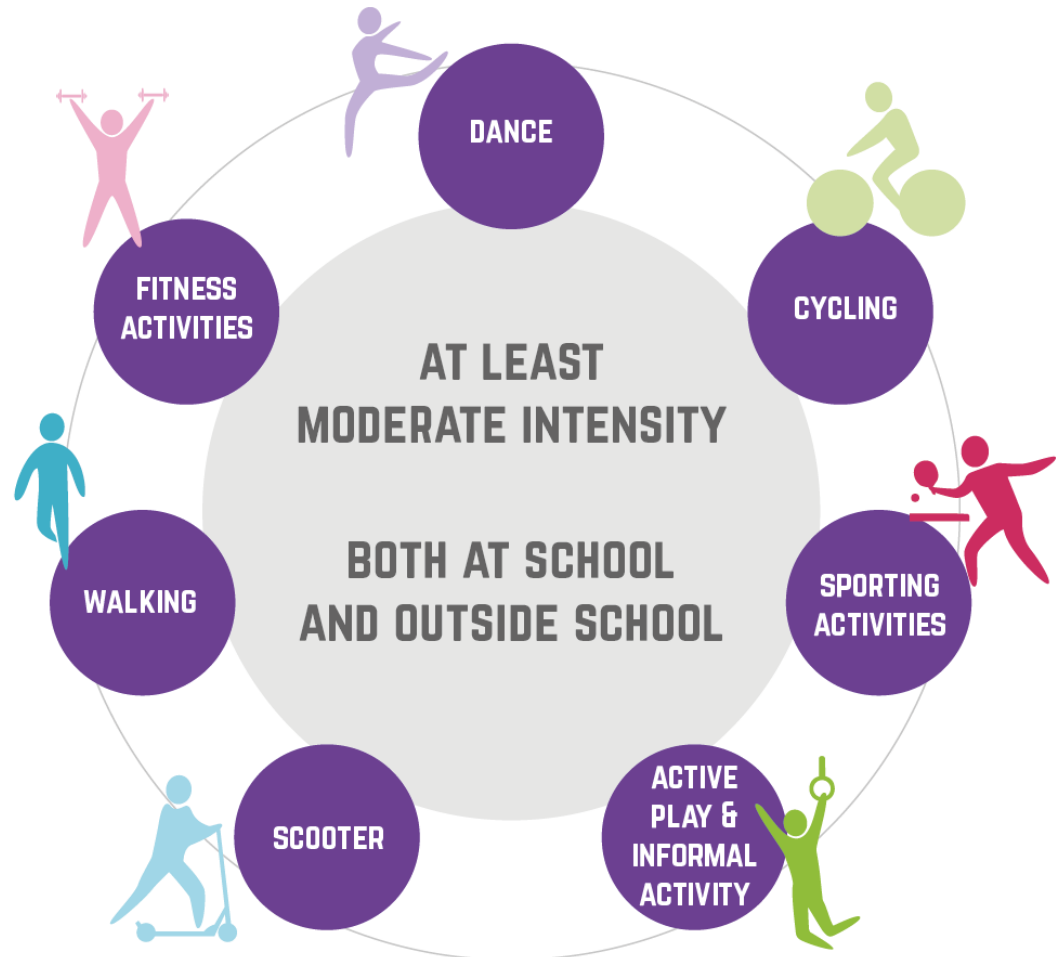 DANCE
CYCLING
SPORTING
ACTIVITIES
ACTIVE
PLAY &
INFORMAL
ACTIVITY
SCOOTER
WALKING
FITNESS
ACTIVITIES
AT LEAST
MODERATE INTENSITY
BOTH AT SCHOOL
AND OUTSIDE SCHOOL